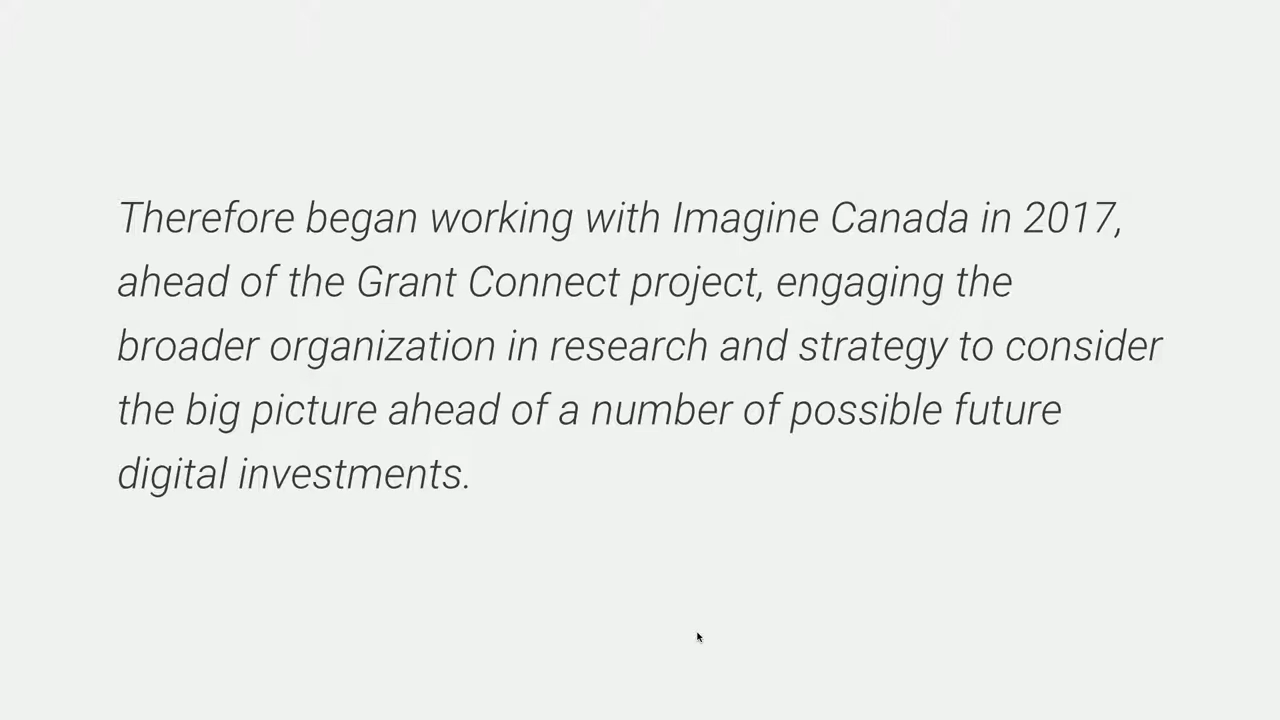 Therefore began working with Imagine Canada in 2017,
ahead of the Grant Connect project, engaging the
broader organization in research and strategy to consider
the big picture ahead of a number of possible future
digital investments.